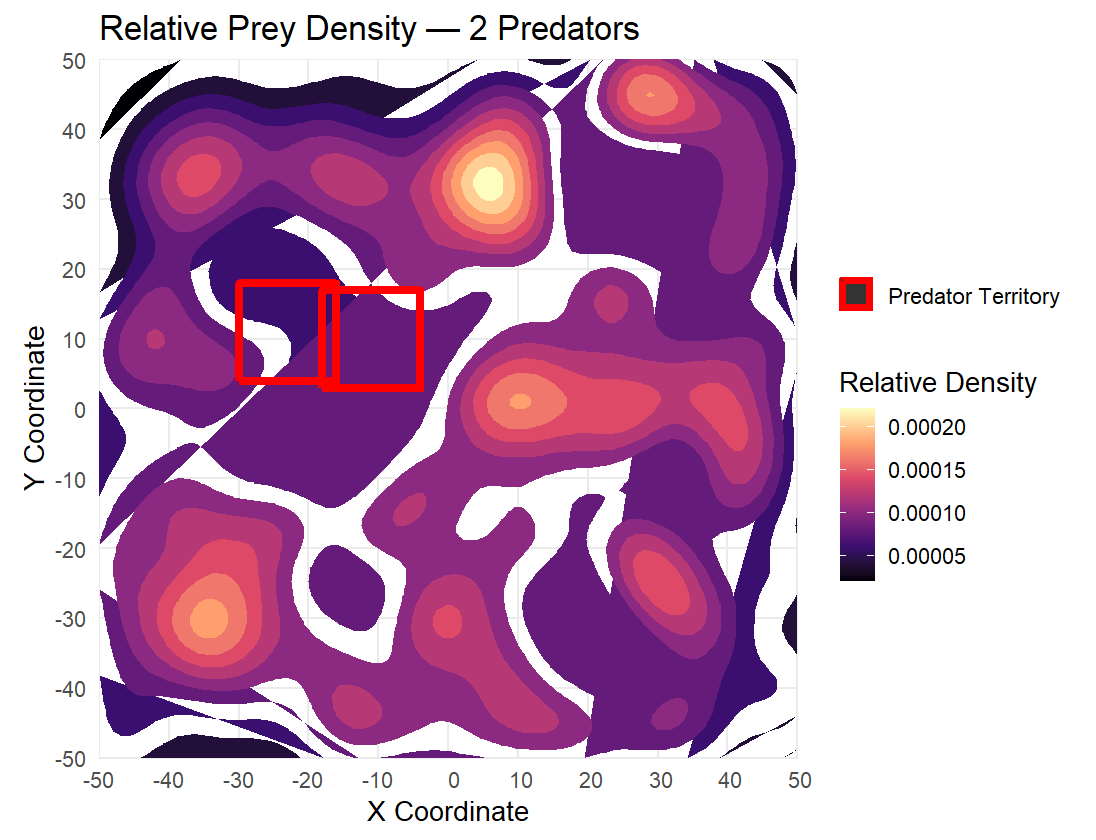 Relative Prey Density — 2 Predators
50
40
30
20
10
0
-10
-20
-30
-40
-50
Y Coordinate
-50 -40 -30 -20 -10 0 10 20 30 40 50
X Coordinate
Predator Territory
Relative Density
0.00020
0.00015
0.00010
0.00005